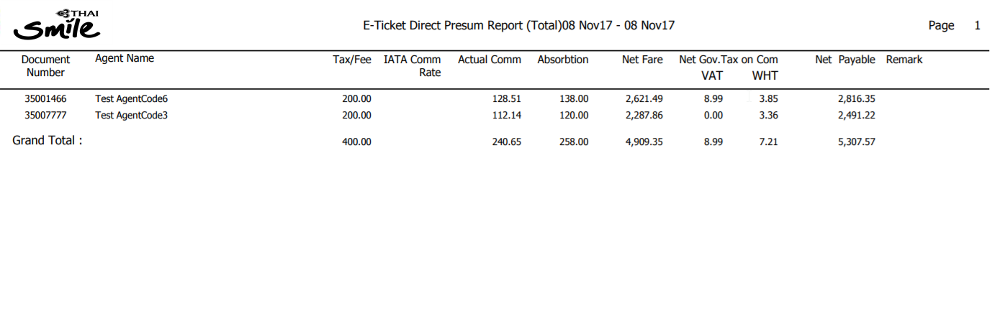 THAI
Smile
E-Ticket Direct Presum Report (Total)08 Nov17 - 08 Nov17 Page 1
Document Agent Name Tax/Fee IATA Comm Actual Comm Absorbtion Net Fare Net Gov.Tax on Com Net Payable Remark
Number Rate VAT WHT
35001466 Test AgentCode6 200.00 128.51 138.00 2,621.49 8.99 3.85 2,816.35
35007777 Test AgentCode3 200.00 112.14 120.00 2,287.86 0.00 3.36 2,491.22
Grand Total : 400.00 240.65 258.00 4,909.35 8.99 7.21 5,307.57